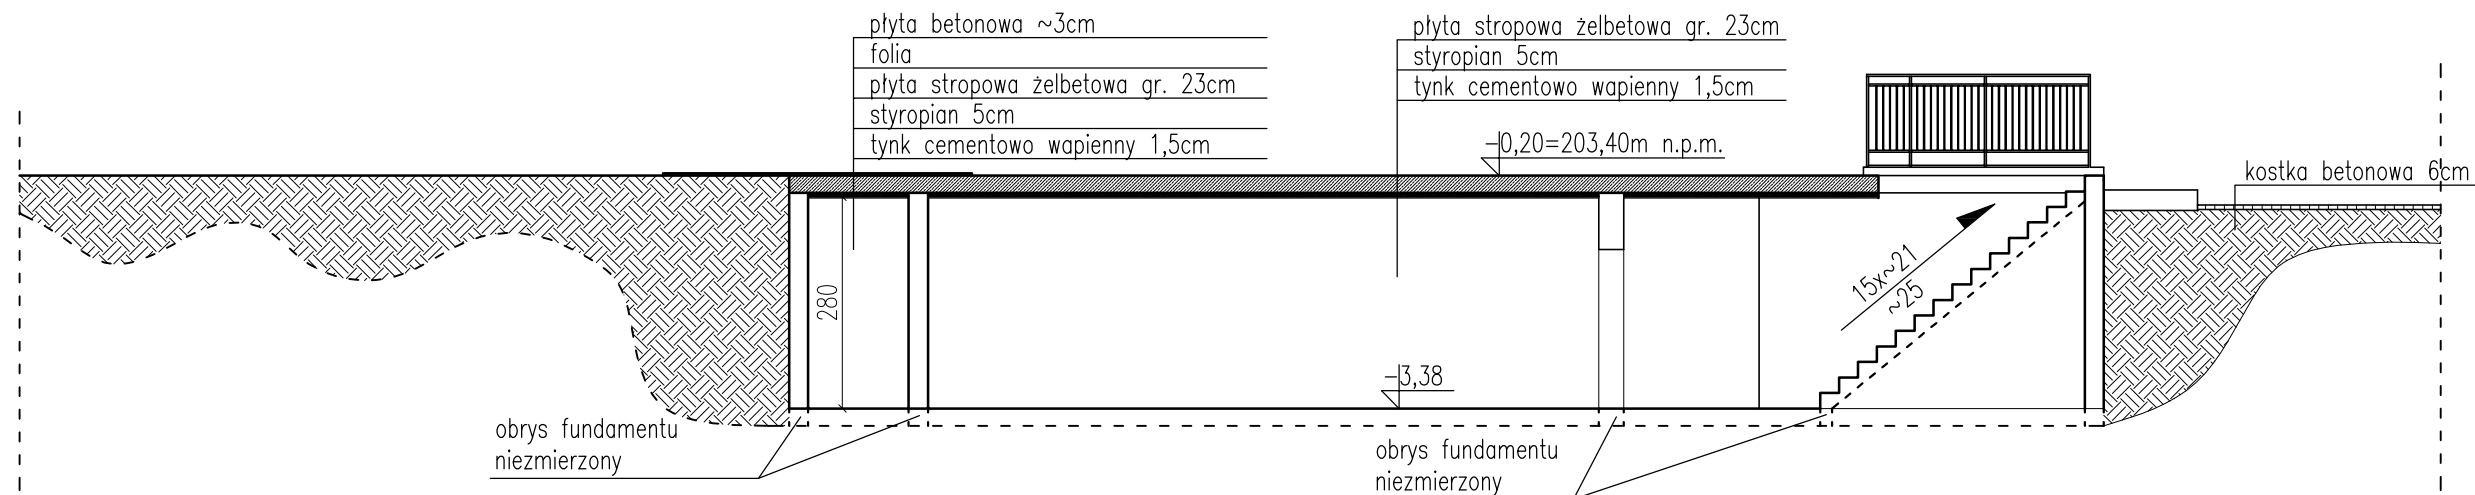 płyta betonowa ~3cm
folia
płyta stropowa żelbetowa gr. 23cm
styropian 5cm
tynk cementowo wapienny 1,5cm
płyta stropowa żelbetowa gr. 23cm
styropian 5cm
tynk cementowo wapienny 1,5cm
-0,20=203,40m n.p.m.
kostka betonowa 6cm
15x~21
~25
280
-3,38
obrys fundamentu
niezmierzony
obrys fundamentu
niezmierzony